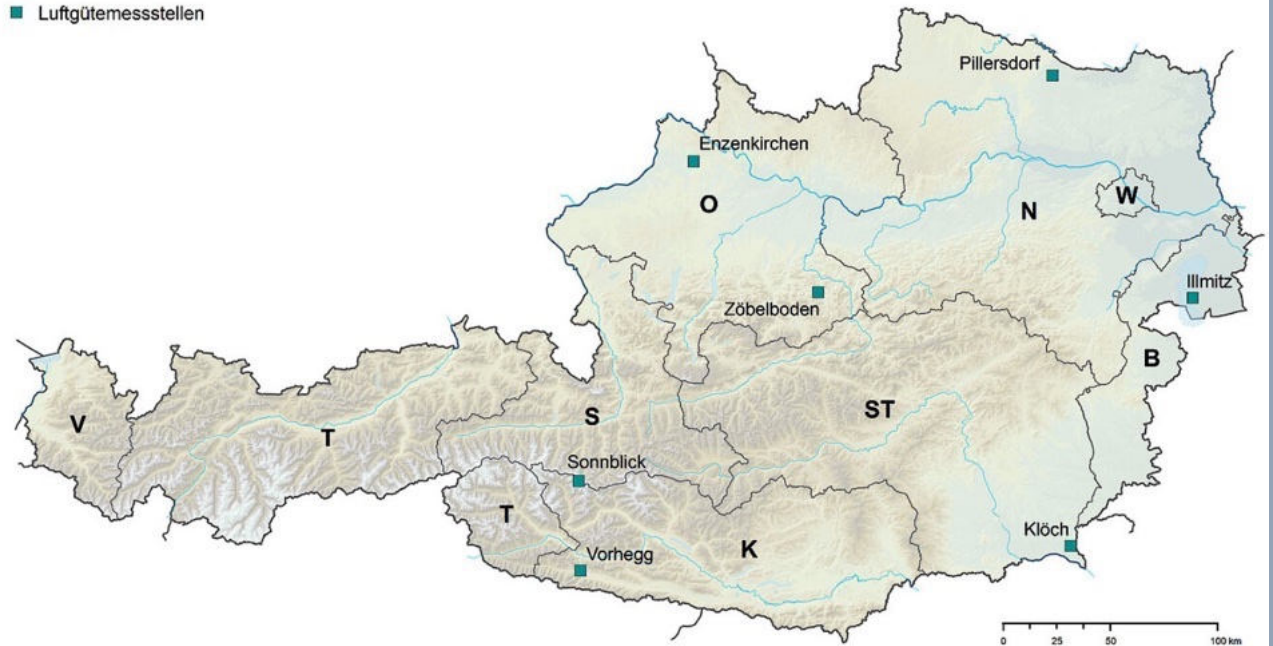 Luftgütemessstellen
Pillersdorf
Enzenkirchen
W
O
N
Illmitz
Zöbelboden
B
V
T
S
ST
Sonnblick
T
Klöch
K
Vorhegg
0 25 50 100 km